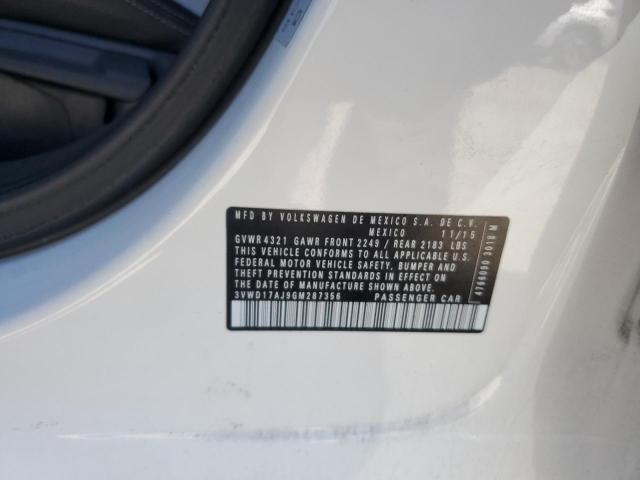 MFD BY VOLKSWAGEN DE MEXICO S.A. DE C.V.
MEXICO 11/15
GVWR 4321 GAWR FRONT 2249 / REAR 2183 LBS
THIS VEHICLE CONFORMS TO ALL APPLICABLE U.S.
FEDERAL MOTOR VEHICLE SAFETY, BUMPER AND
THEFT PREVENTION STANDARDS IN EFFECT ON THE
DATE OF MANUFACTURE SHOWN ABOVE.
3VWD17AJ9GM287356 PASSENGER CAR
4766090 3018 M